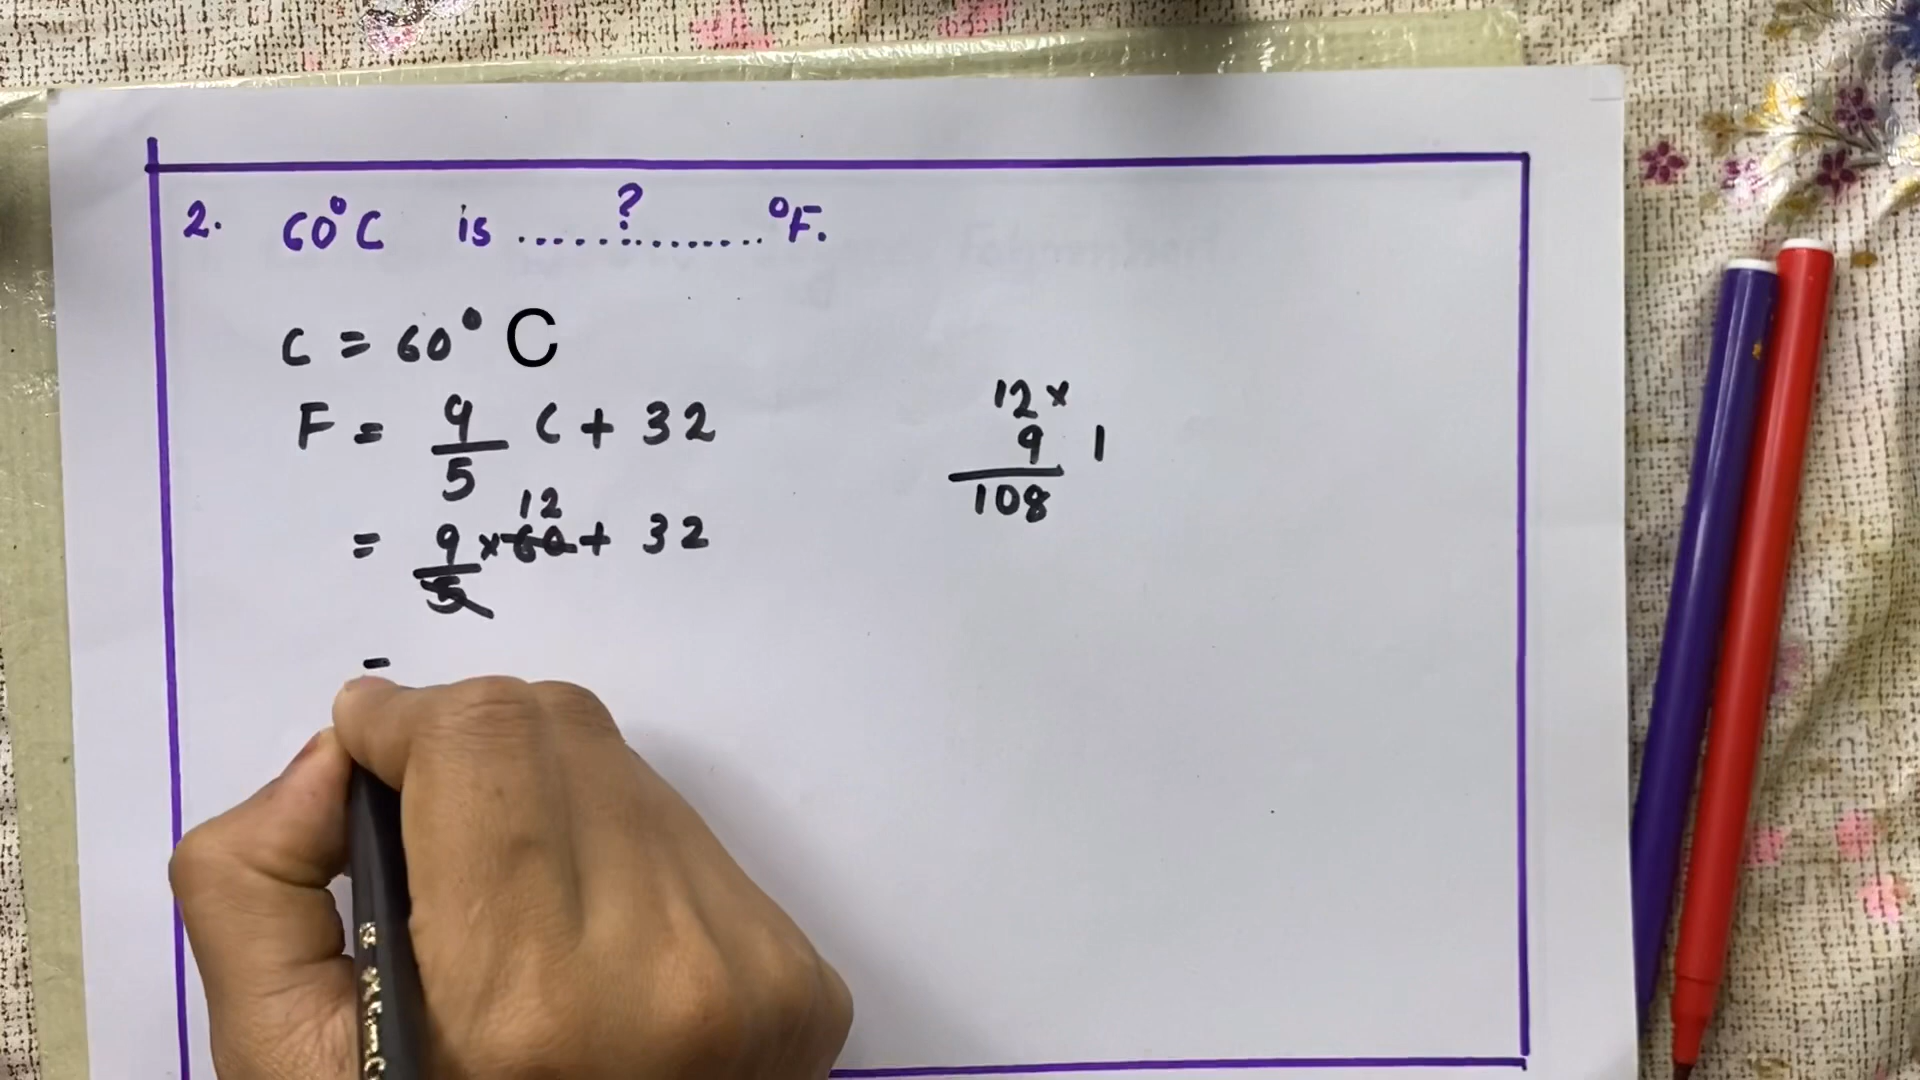 2. 60°C is ......?........ °F.
C = 60° C
F = 9/5 C + 32
= 9/5 × 60 + 32
12
=
12 ×
9 1
108